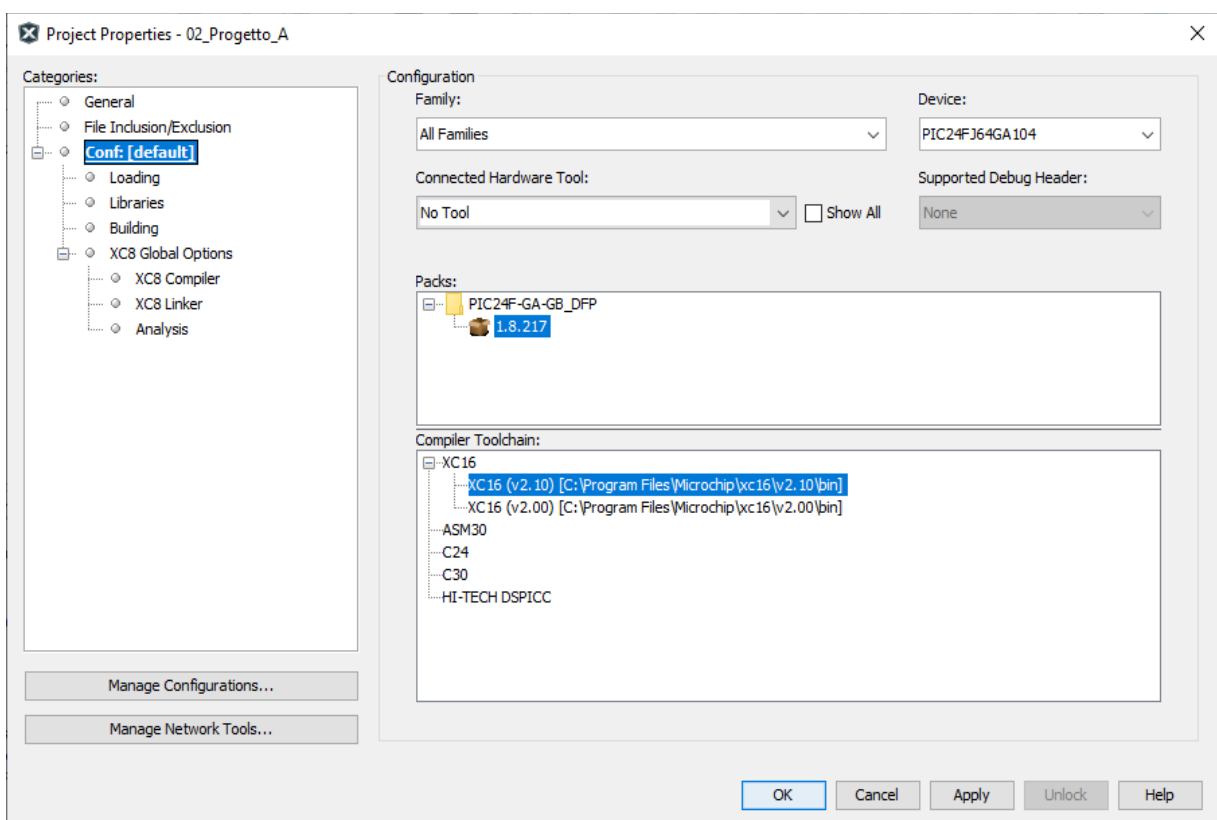 Project Properties - 02_Progetto_A
Categories:
General
File Inclusion/Exclusion
Conf: [default]
Loading
Libraries
Building
XC8 Global Options
XC8 Compiler
XC8 Linker
Analysis
Manage Configurations...
Manage Network Tools...
Configuration
Family:
Device:
All Families
PIC24FJ64GA104
Connected Hardware Tool:
Supported Debug Header:
No Tool
Show All
None
Packs:
PIC24F-GA-GB_DFP
1.8.217
Compiler Toolchain:
XC16
XC16 (v2.10) [C:\Program Files\Microchip\xc16\v2.10\bin]
XC16 (v2.00) [C:\Program Files\Microchip\xc16\v2.00\bin]
ASM30
C24
C30
HI-TECH DSPICC
OK
Cancel
Apply
Unlock
Help